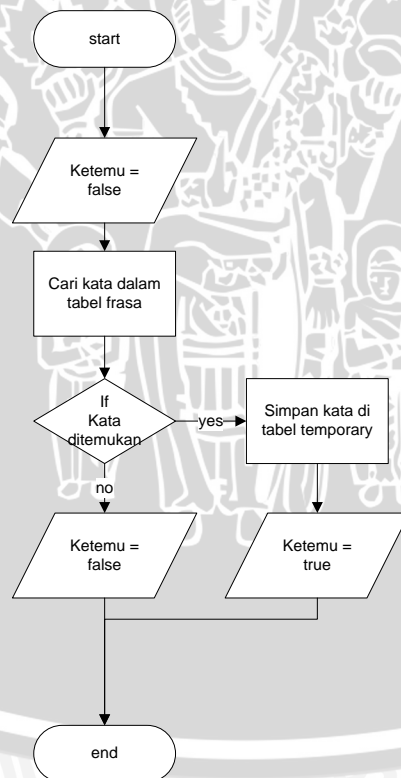 start
Ketemu =
false
Cari kata dalam
tabel frasa
If
Kata
ditemukan
yes
Simpan kata di
tabel temporary
no
Ketemu =
false
Ketemu =
true
end